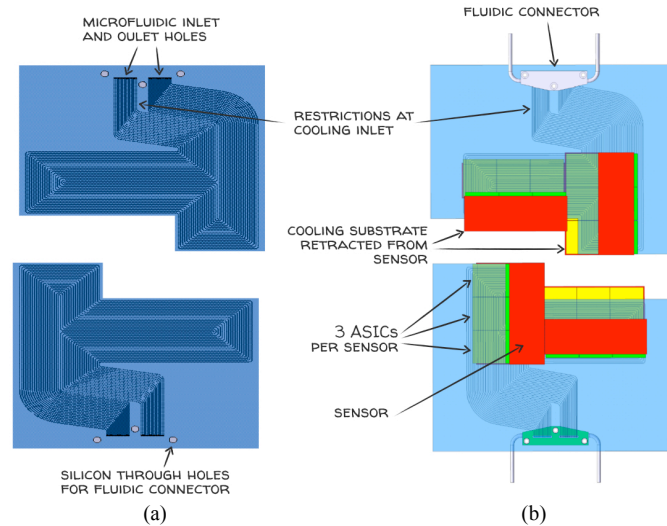 MICROFLUIDIC INLET
AND OULET HOLES
FLUIDIC CONNECTOR
RESTRICTIONS AT
COOLING INLET
COOLING SUBSTRATE
RETRACTED FROM
SENSOR
3 ASICs
PER SENSOR
SENSOR
SILICON THROUGH HOLES
FOR FLUIDIC CONNECTOR
(a)
(b)